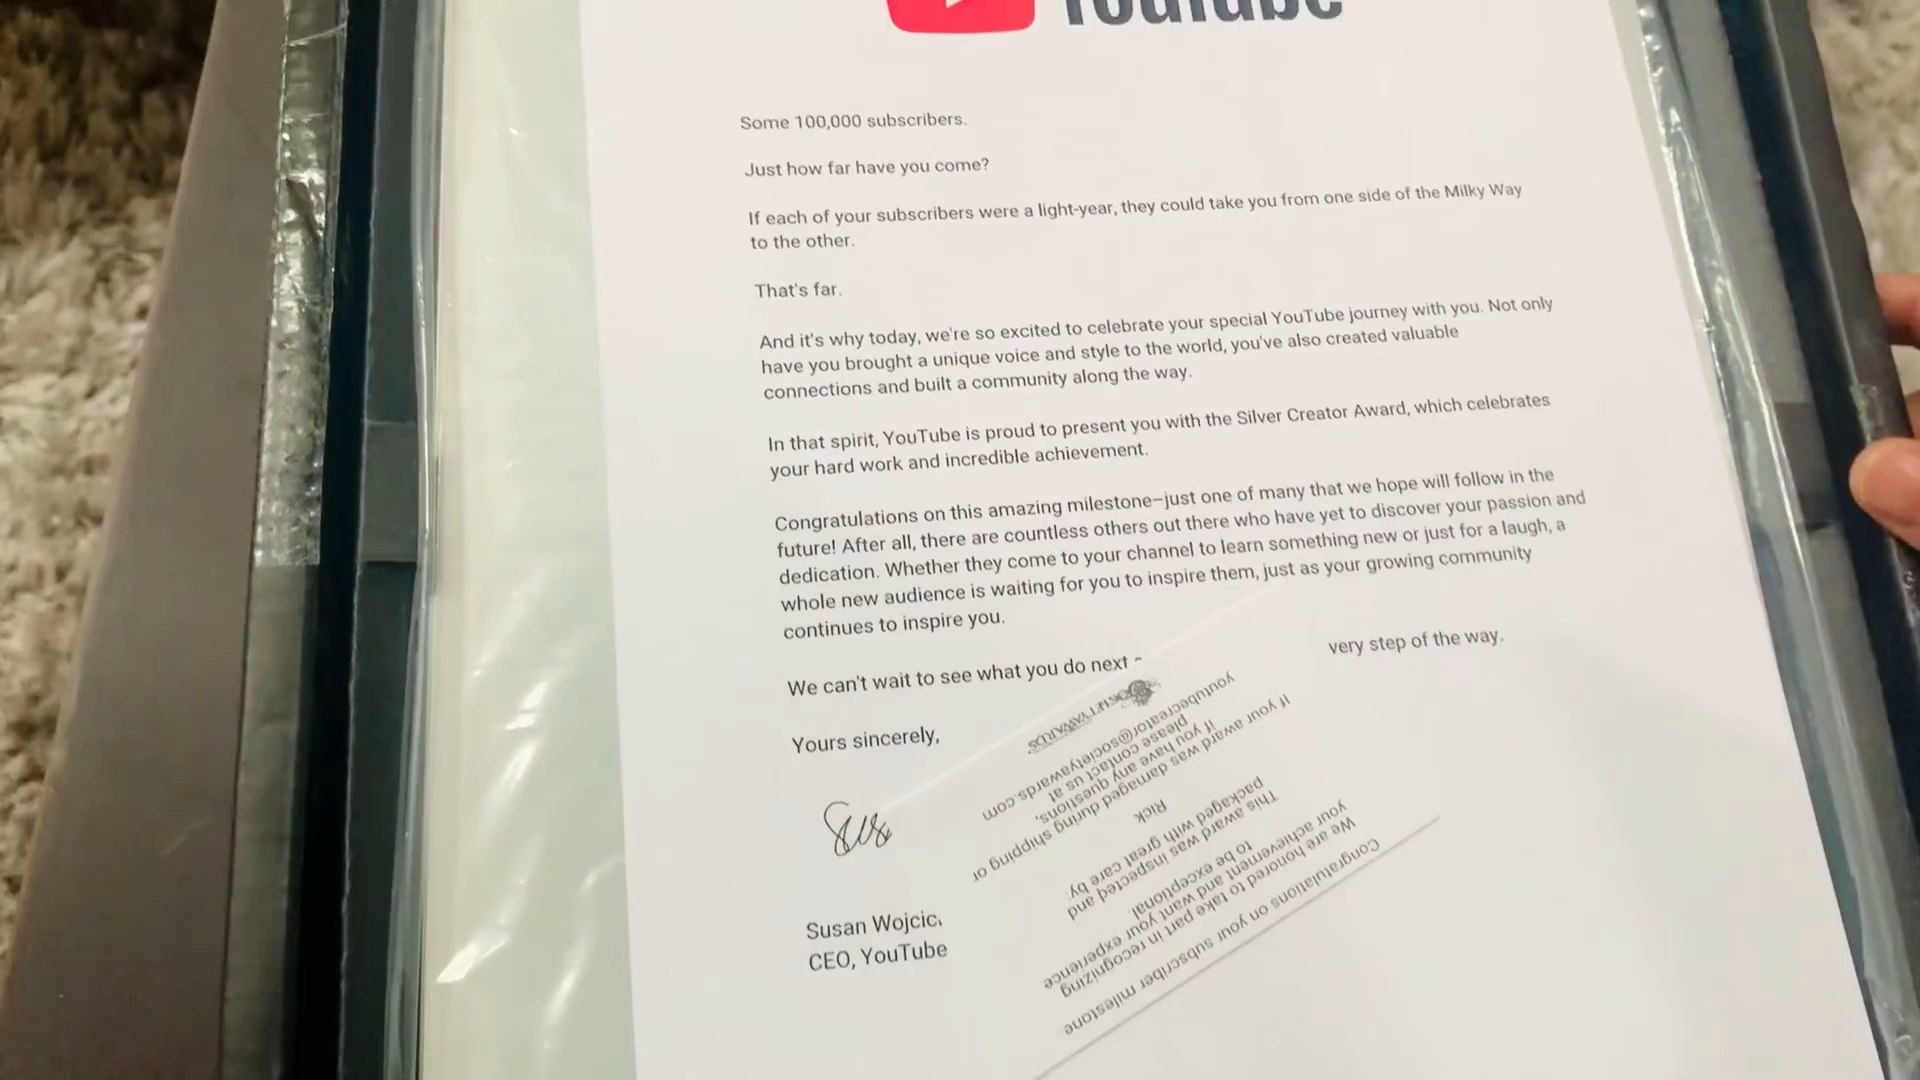 YouTube
Some 100,000 subscribers.
Just how far have you come?
If each of your subscribers were a light-year, they could take you from one side of the Milky Way
to the other.
That's far.
And it's why today, we're so excited to celebrate your special YouTube journey with you. Not only
have you brought a unique voice and style to the world, you've also created valuable
connections and built a community along the way.
In that spirit, YouTube is proud to present you with the Silver Creator Award, which celebrates
your hard work and incredible achievement.
Congratulations on this amazing milestone—just one of many that we hope will follow in the
future! After all, there are countless others out there who have yet to discover your passion and
dedication. Whether they come to your channel to learn something new or just for a laugh, a
whole new audience is waiting for you to inspire them, just as your growing community
continues to inspire you.
We can't wait to see what you do next
very step of the way.
Yours sincerely,
Susan Wojcic
CEO, YouTube
Congratulations on your subscriber milestone
We are honored to take part in recognizing
your achievement and want your experience
to be exceptional.
This award was inspected and
packaged with great care by:
Rick
If your award was damaged during shipping or
if you have any questions,
please contact us at
youtubecreator@societyawards.com